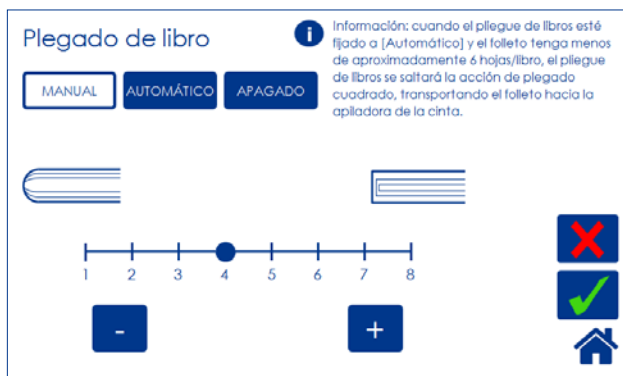 Plegado de libro
i
Información: cuando el pliegue de libros esté
fijado a [Automático] y el folleto tenga menos
de aproximadamente 6 hojas/libro, el pliegue
de libros se saltará la acción de plegado
cuadrado, transportando el folleto hacia la
apiladora de la cinta.
MANUAL AUTOMÁTICO APAGADO
1 2 3 4 5 6 7 8
- +